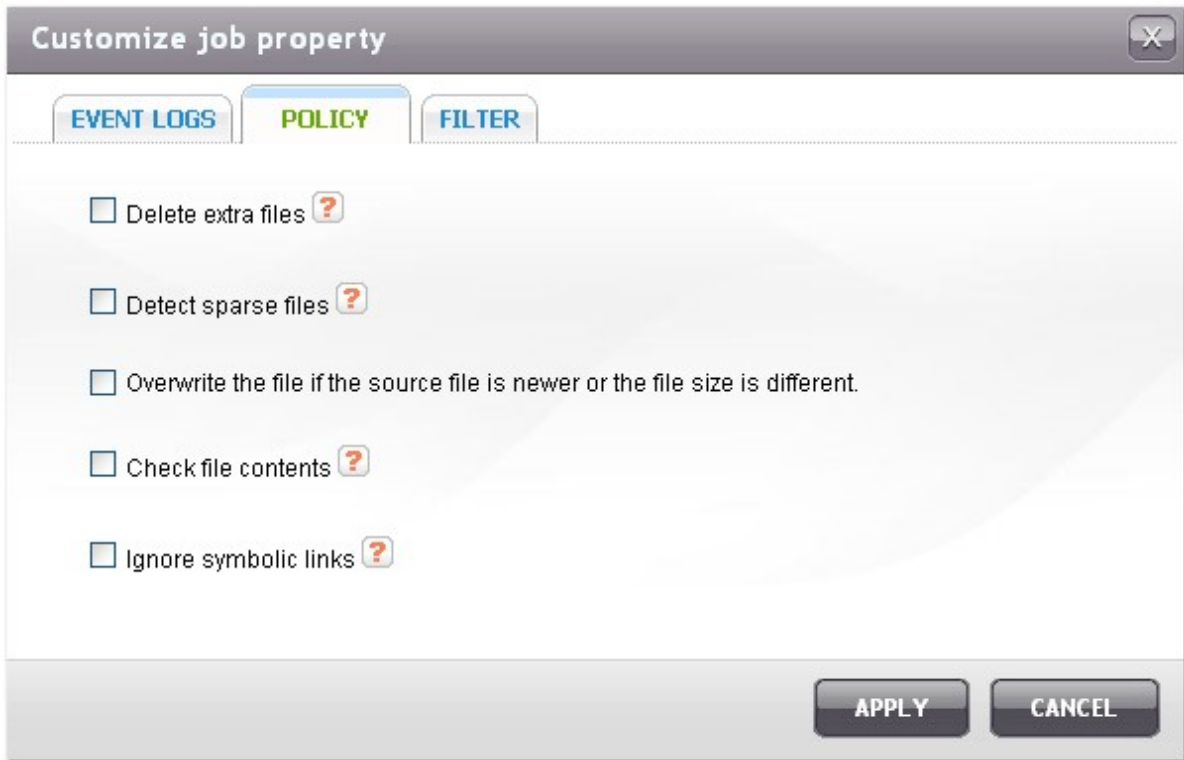 Customize job property
X
EVENT LOGS POLICY FILTER
Delete extra files ?
Detect sparse files ?
Overwrite the file if the source file is newer or the file size is different.
Check file contents ?
Ignore symbolic links ?
APPLY CANCEL